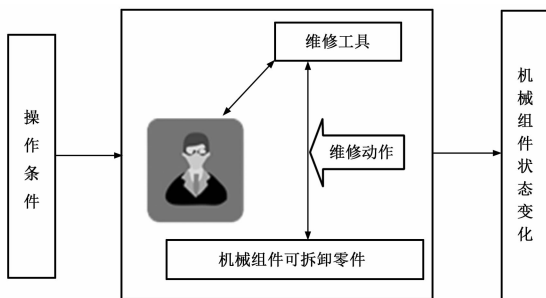 操作条件
维修工具
维修动作
机械组件可拆卸零件
机械组件状态变化